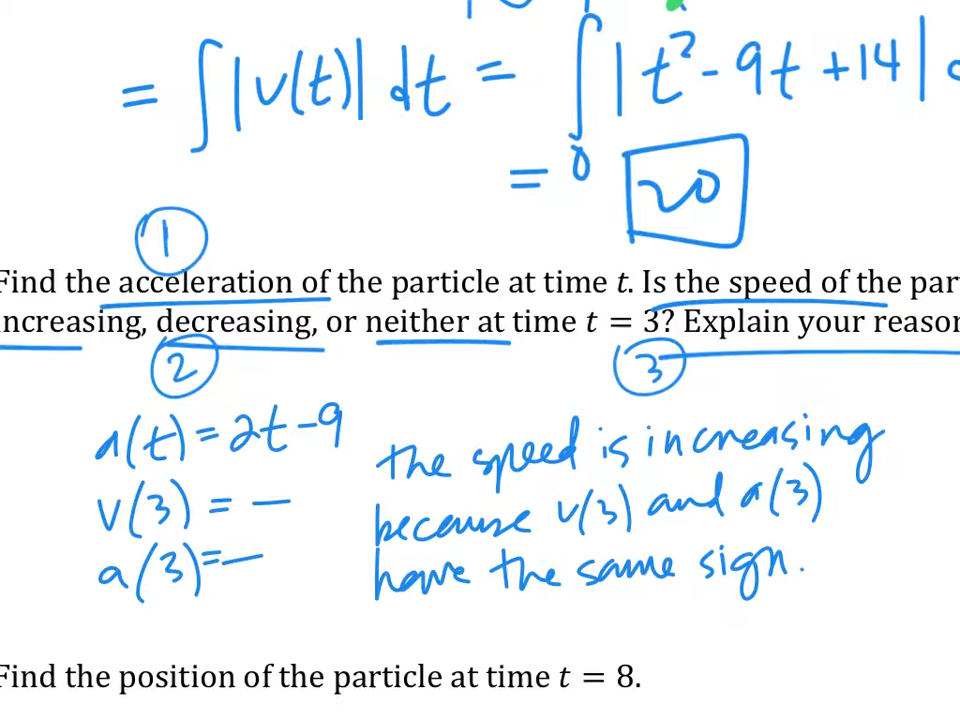 = ∫ |v(t)| dt = ∫₀ |t² - 9t + 14|
= 20
①
Find the acceleration of the particle at time t. Is the speed of the par
increasing, decreasing, or neither at time t = 3? Explain your reason
② ③
a(t) = 2t - 9
v(3) = —
a(3) = —
the speed is increasing
because v(3) and a(3)
have the same sign.
Find the position of the particle at time t = 8.